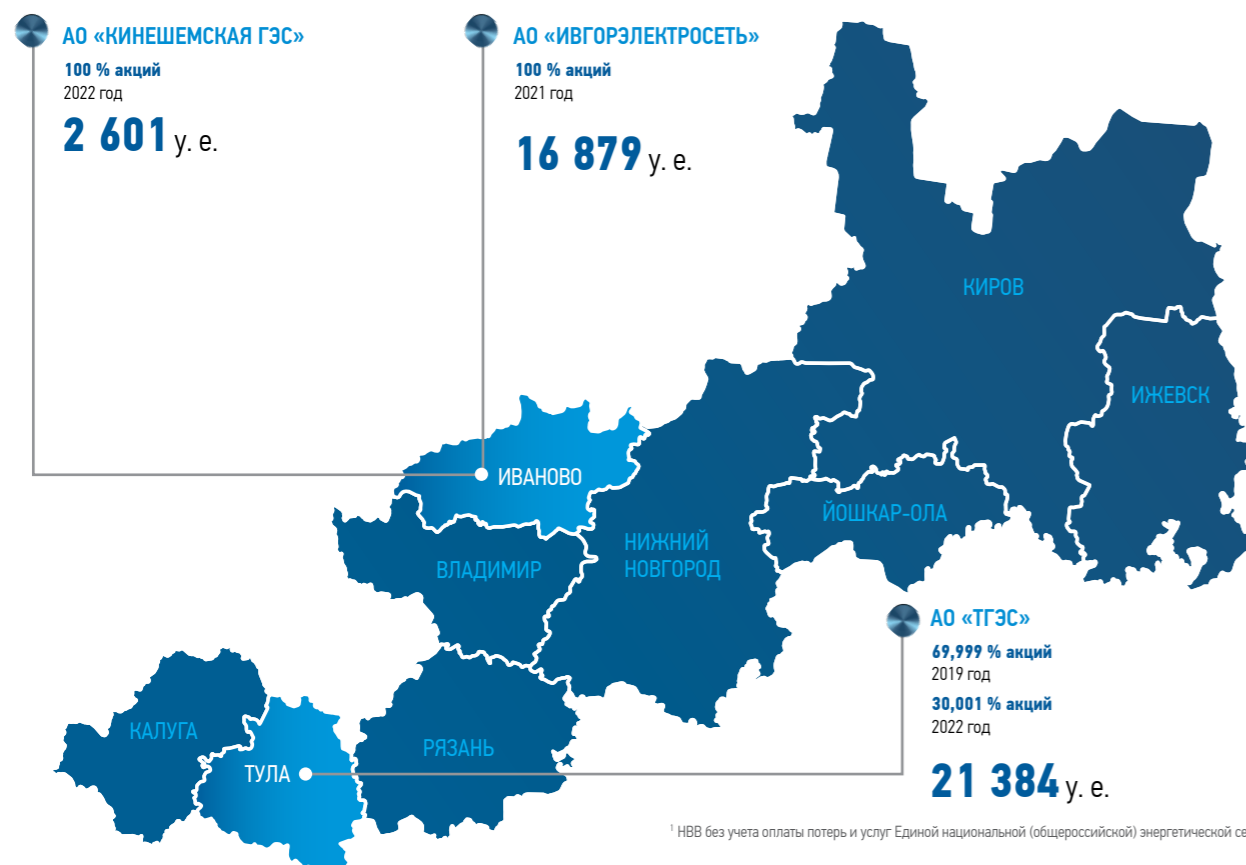 АО «КИНЕШЕМСКАЯ ГЭС»
100 % акций
2022 год
2 601 у. е.
АО «ИВГОРЭЛЕКТРОСЕТЬ»
100 % акций
2021 год
16 879 у. е.
КИРОВ
ИЖЕВСК
ИВАНОВО
ЙОШКАР-ОЛА
НИЖНИЙ
НОВГОРОД
ВЛАДИМИР
АО «ТГЭС»
69,999 % акций
2019 год
30,001 % акций
2022 год
21 384 у. е.
КАЛУГА
РЯЗАНЬ
ТУЛА
¹ НВВ без учета оплаты потерь и услуг Единой национальной (общероссийской) энергетической се